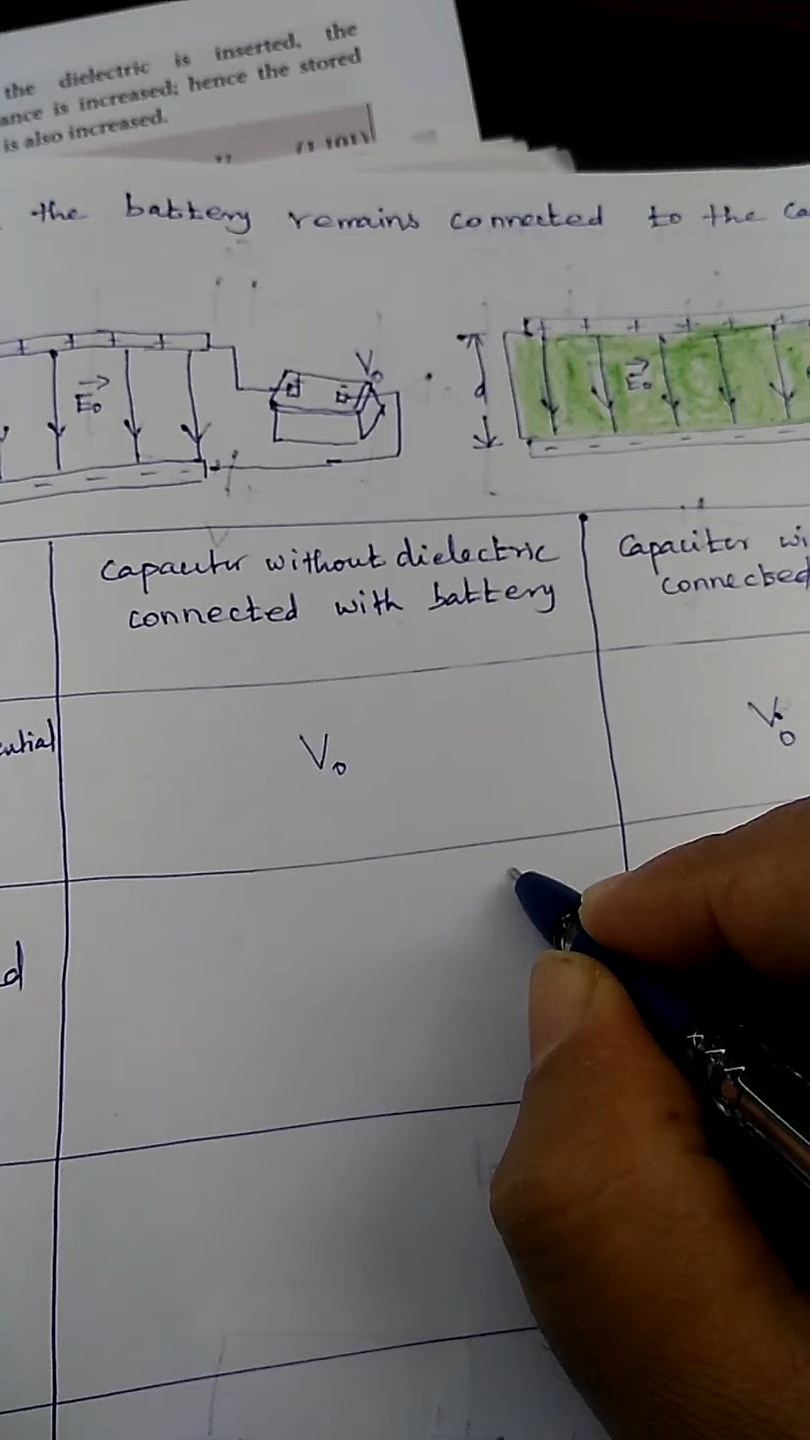 the dielectric is inserted, the
ance is increased; hence the stored
is also increased.
the battery remains connected to the Ca
V₀
E₀
d
E₀
Capacitor without dielectric
connected with battery
Capacitor wi
connected
ential
V₀
V₀
d